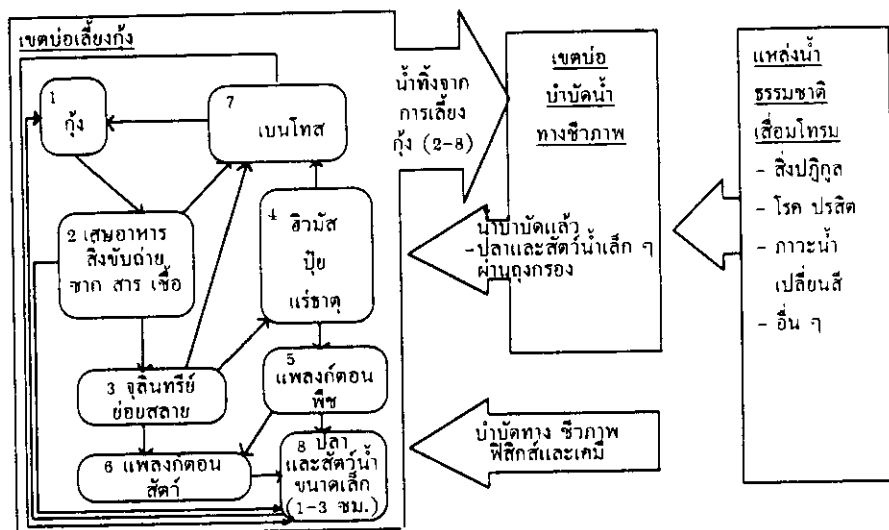 เขตบ่อเลี้ยงกุ้ง
1
กุ้ง
7
เบนโทส
2 เศษอาหาร
สิ่งขับถ่าย
ซาก สาร เชื้อ
4 ฮิวมัส
ปุ๋ย
แร่ธาตุ
3 จุลินทรีย์
ย่อยสลาย
5
แพลงก์ตอน
พืช
6 แพลงก์ตอน
สัตว์
8 ปลา
และสัตว์น้ำ
ขนาดเล็ก
(1-3 ซม.)
น้ำทิ้งจาก
การเลี้ยง
กุ้ง (2-8)
เขตบ่อ
บำบัดน้ำ
ทางชีวภาพ
น้ำบำบัดแล้ว
-ปลาและสัตว์น้ำเล็ก ๆ
ผ่านถุงกรอง
บำบัดทาง ชีวภาพ
ฟิสิกส์และเคมี
แหล่งน้ำ
ธรรมชาติ
เสื่อมโทรม
- สิ่งปฏิกูล
- โรค ปรสิต
- ภาวะน้ำ
เปลี่ยนสี
- อื่น ๆ